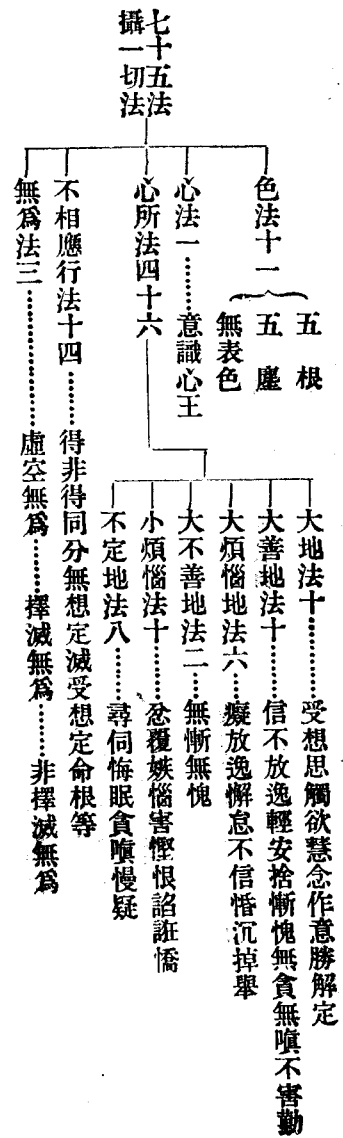 七十五法
攝一切法
色法十一
五根
五塵
無表色
心法一……意識心王
心所法四十六
大地法十……受想思觸欲慧念作意勝解定
大善地法十……信不放逸輕安捨慚愧無貪無嗔不害勤
大煩惱地法六……癡放逸懈怠不信惛沉掉舉
大不善地法二……無慚無愧
小煩惱法十……忿覆嫉惱害慳恨諂誑憍
不定地法八……尋伺悔眠貪嗔慢疑
不相應行法十四……得非得同分無想定滅受想定命根等
無爲法三……虛空無爲……擇滅無爲……非擇滅無爲